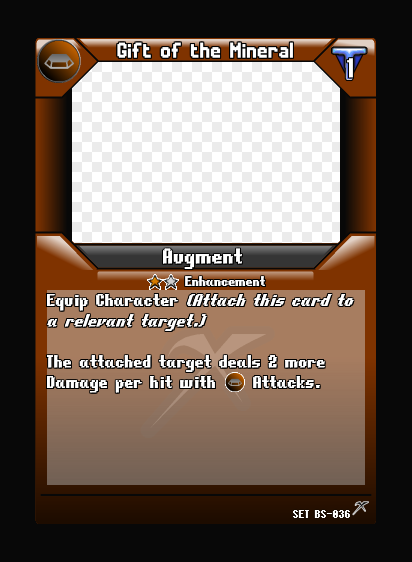 Gift of the Mineral
1
Augment
Enhancement
Equip Character (Attach this card to
a relevant target.)
The attached target deals 2 more
Damage per hit with Attacks.
SET BS-036